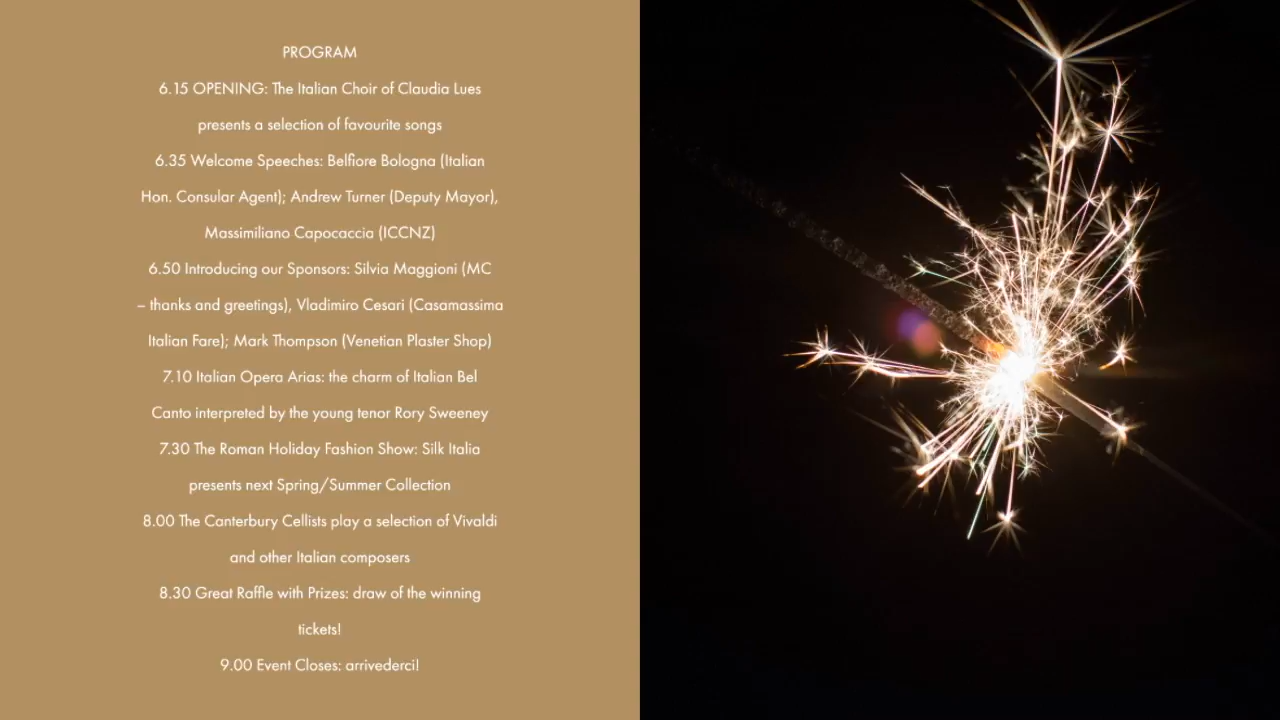 PROGRAM
6.15 OPENING: The Italian Choir of Claudia Lues
presents a selection of favourite songs
6.35 Welcome Speeches: Belfiore Bologna (Italian
Hon. Consular Agent); Andrew Turner (Deputy Mayor),
Massimiliano Capocaccia (ICCNZ)
6.50 Introducing our Sponsors: Silvia Maggioni (MC
– thanks and greetings), Vladimiro Cesari (Casamassima
Italian Fare); Mark Thompson (Venetian Plaster Shop)
7.10 Italian Opera Arias: the charm of Italian Bel
Canto interpreted by the young tenor Rory Sweeney
7.30 The Roman Holiday Fashion Show: Silk Italia
presents next Spring/Summer Collection
8.00 The Canterbury Cellists play a selection of Vivaldi
and other Italian composers
8.30 Great Raffle with Prizes: draw of the winning
tickets!
9.00 Event Closes: arrivederci!